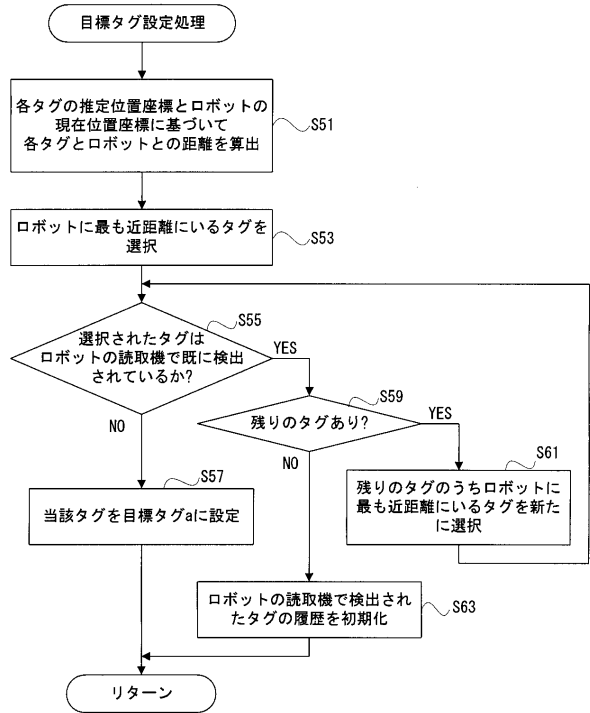 目標タグ設定処理
各タグの推定位置座標とロボットの
現在位置座標に基づいて
各タグとロボットとの距離を算出
S51
ロボットに最も近距離にいるタグを
選択
S53
S55
選択されたタグは
ロボットの読取機で既に検出
されているか?
YES
NO
S59
残りのタグあり?
YES
NO
S57
当該タグを目標タグaに設定
S61
残りのタグのうちロボットに
最も近距離にいるタグを新た
に選択
ロボットの読取機で検出され
たタグの履歴を初期化
S63
リターン